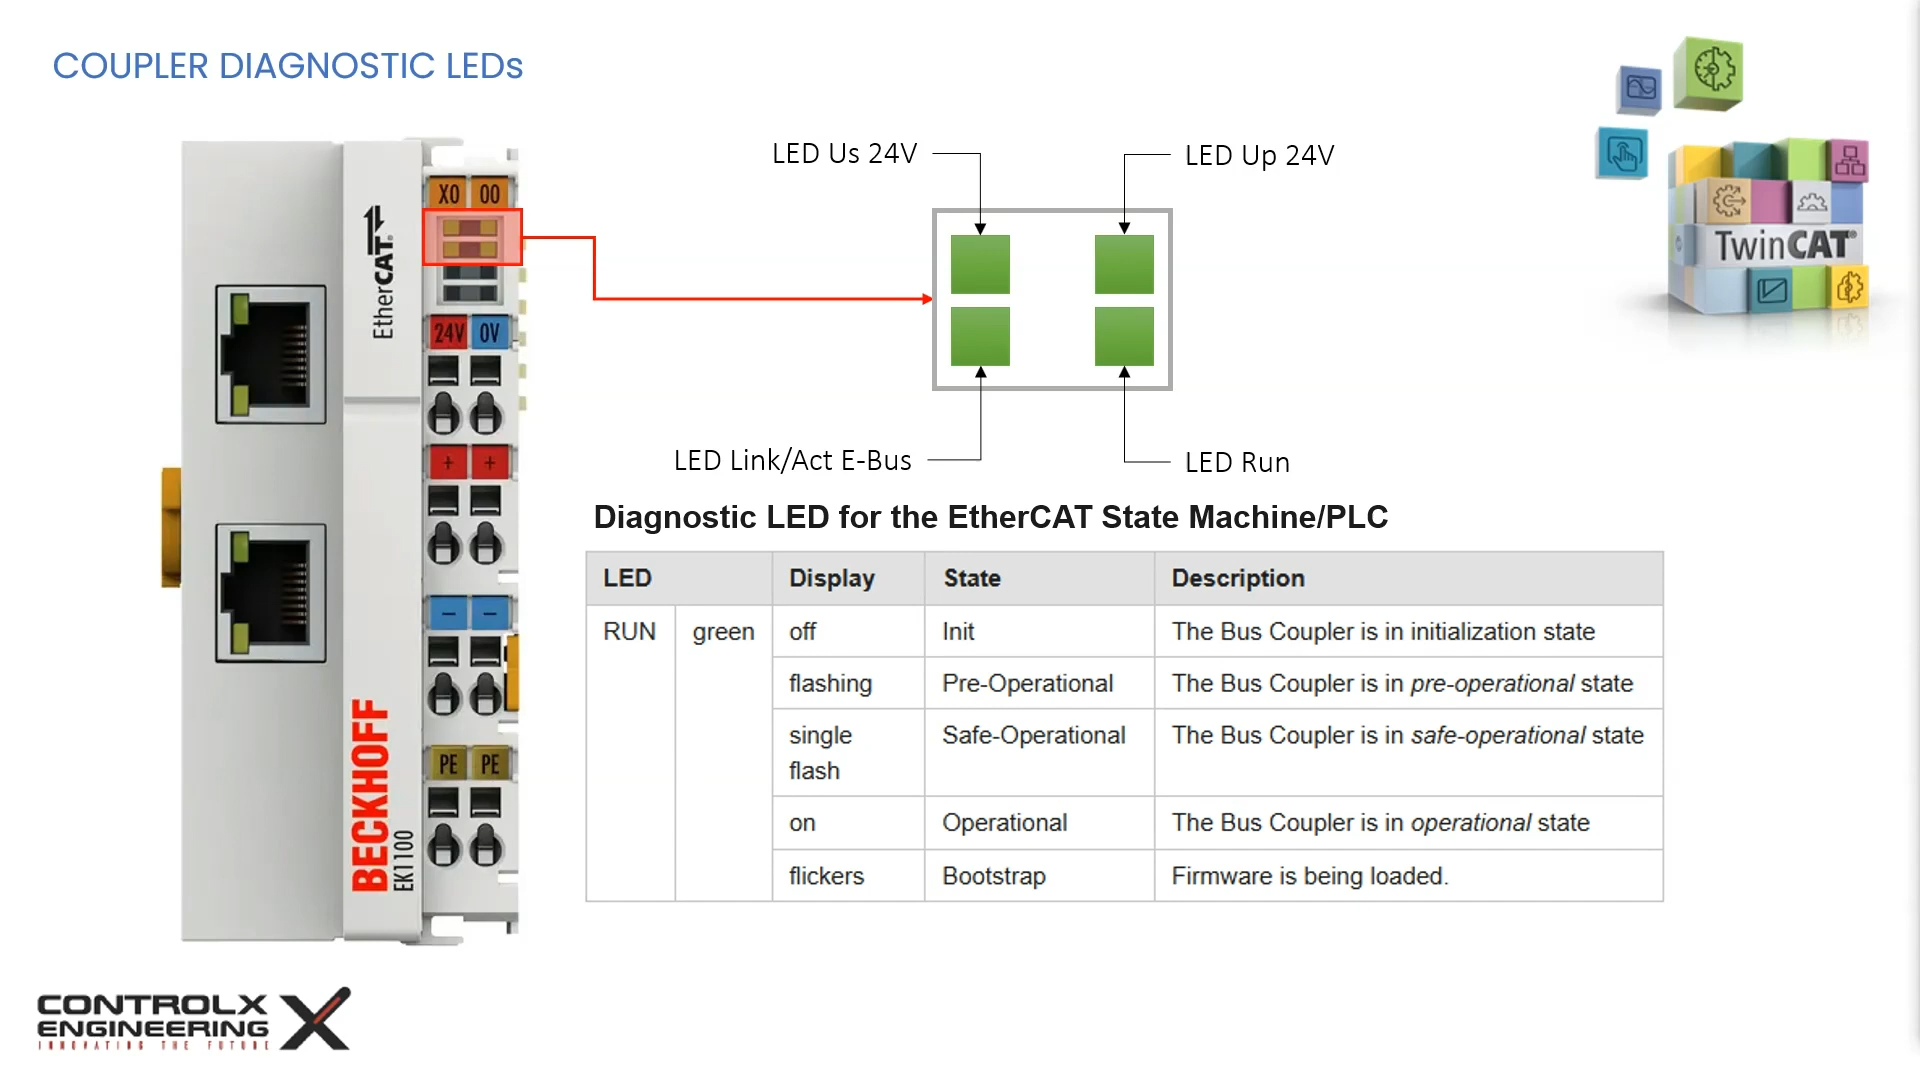 COUPLER DIAGNOSTIC LEDs
LED Us 24V
LED Up 24V
LED Link/Act E-Bus
LED Run
X0 00
EtherCAT®
24V 0V
+ +
− −
PE PE
BECKHOFF
EK1100
TwinCAT®
Diagnostic LED for the EtherCAT State Machine/PLC
LED Display State Description
RUN green off Init The Bus Coupler is in initialization state
flashing Pre-Operational The Bus Coupler is in pre-operational state
single flash Safe-Operational The Bus Coupler is in safe-operational state
on Operational The Bus Coupler is in operational state
flickers Bootstrap Firmware is being loaded.
CONTROLX
ENGINEERING
INNOVATING THE FUTURE